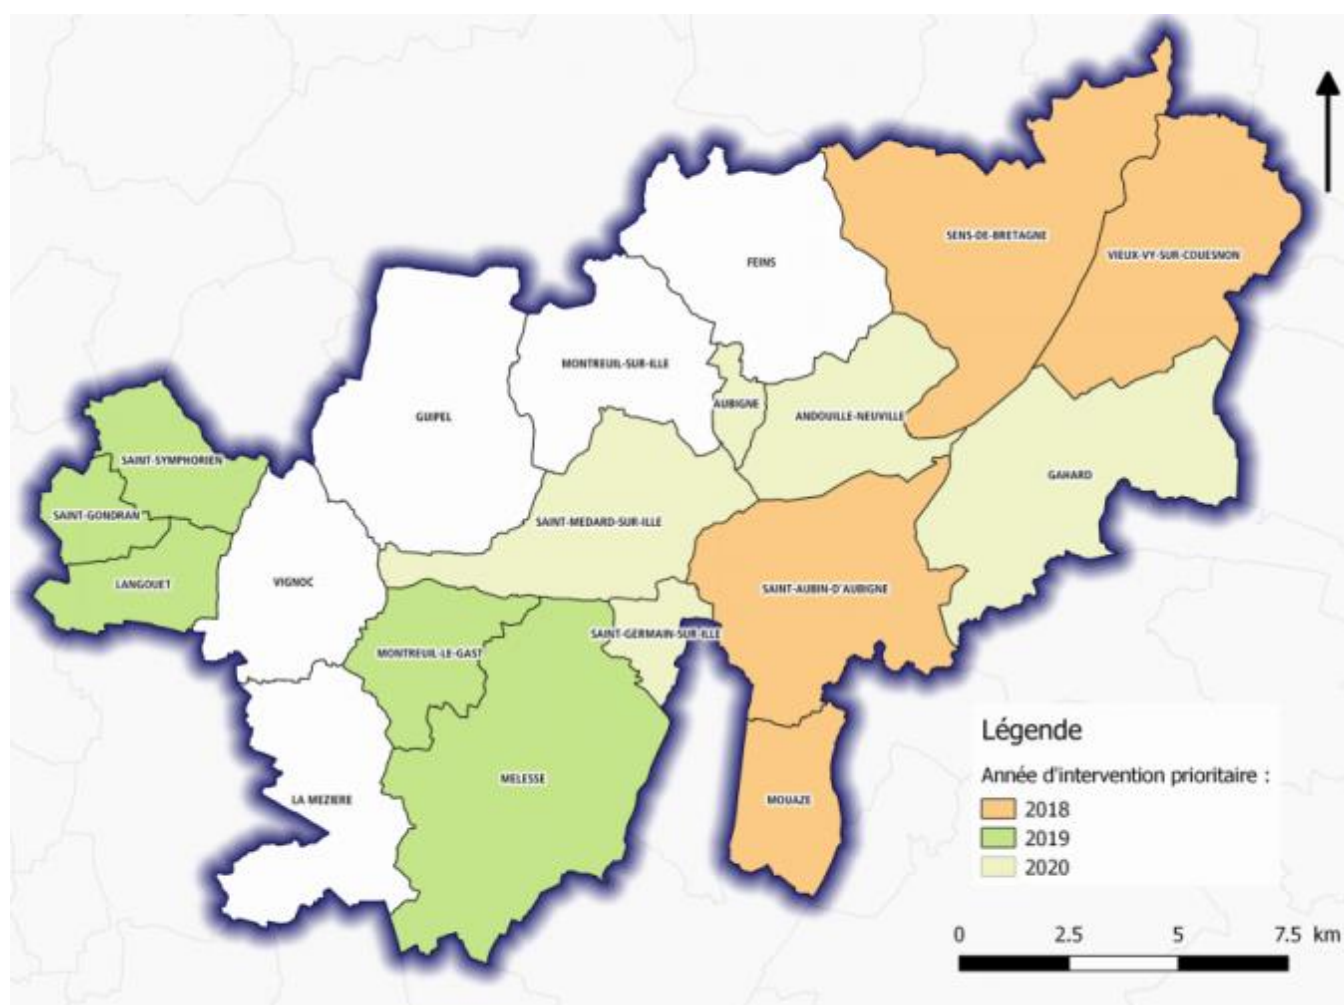 SENS-DE-BRETAGNE
VIEUX-VY-SUR-COUESNON
FEINS
MONTREUIL-SUR-ILLE
AUBIGNE
ANDOUILLE-NEUVILLE
GUIPEL
SAINT-SYMPHORIEN
GAHARD
SAINT-GONDRAN
SAINT-MEDARD-SUR-ILLE
LANGOUET
VIGNOC
SAINT-AUBIN-D'AUBIGNE
SAINT-GERMAIN-SUR-ILLE
MONTREUIL-LE-GAST
MELESSE
LA MEZIERE
MOUAZE
Légende
Année d'intervention prioritaire :
2018
2019
2020
0 2.5 5 7.5 km